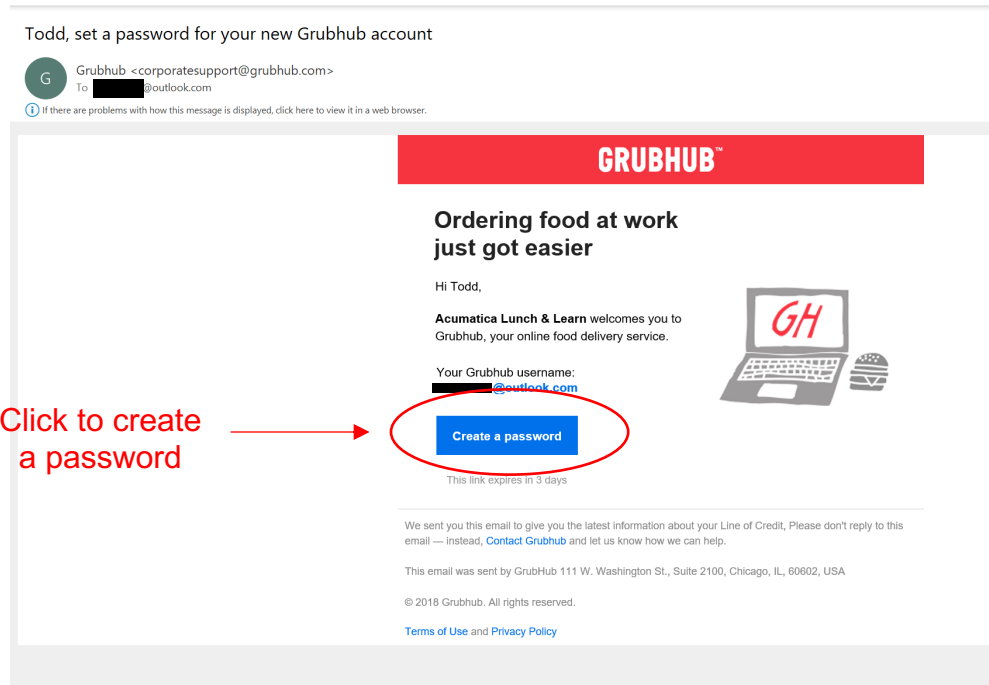 Todd, set a password for your new Grubhub account
G
Grubhub <corporatesupport@grubhub.com>
To @outlook.com
If there are problems with how this message is displayed, click here to view it in a web browser.
GRUBHUB™
Ordering food at work
just got easier
Hi Todd,
Acumatica Lunch & Learn welcomes you to
Grubhub, your online food delivery service.
GH
Your Grubhub username:
@outlook.com
Click to create
a password
Create a password
This link expires in 3 days
We sent you this email to give you the latest information about your Line of Credit, Please don't reply to this
email — instead, Contact Grubhub and let us know how we can help.
This email was sent by GrubHub 111 W. Washington St., Suite 2100, Chicago, IL, 60602, USA
© 2018 Grubhub. All rights reserved.
Terms of Use and Privacy Policy